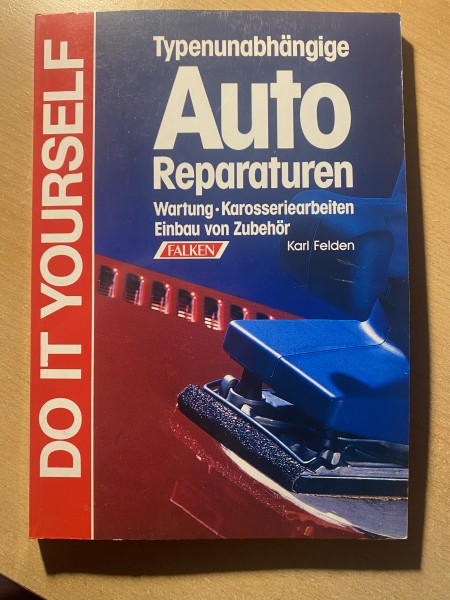 DO IT YOURSELF
Typenunabhängige
Auto
Reparaturen
Wartung·Karosseriearbeiten
Einbau von Zubehör
FALKEN
Karl Felden